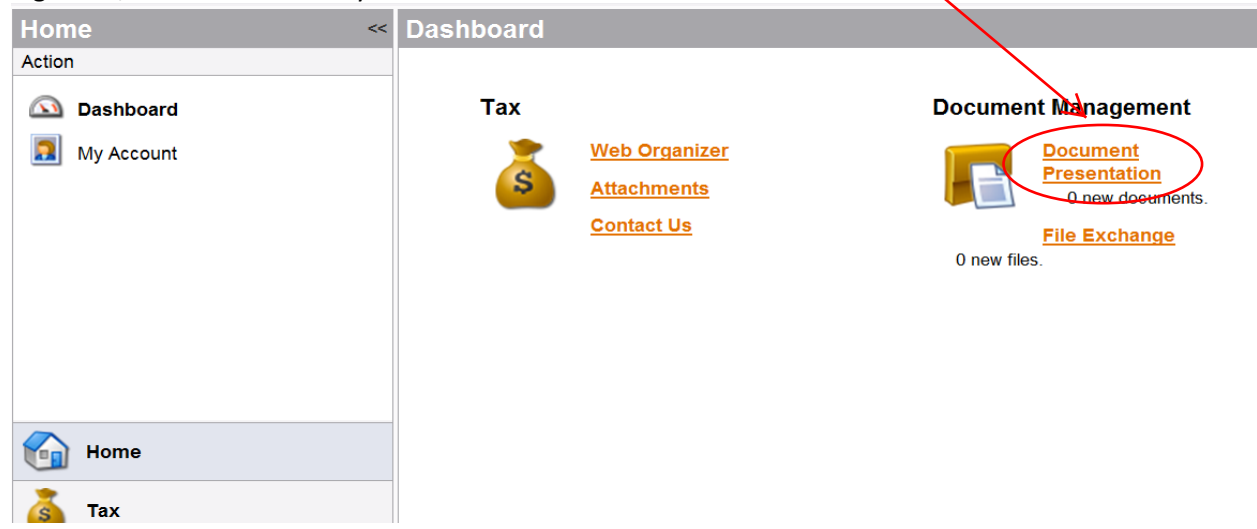 Home <<
Action
Dashboard
My Account
Home
Tax
Dashboard
Tax
Web Organizer
Attachments
Contact Us
Document Management
Document
Presentation
0 new documents.
File Exchange
0 new files.